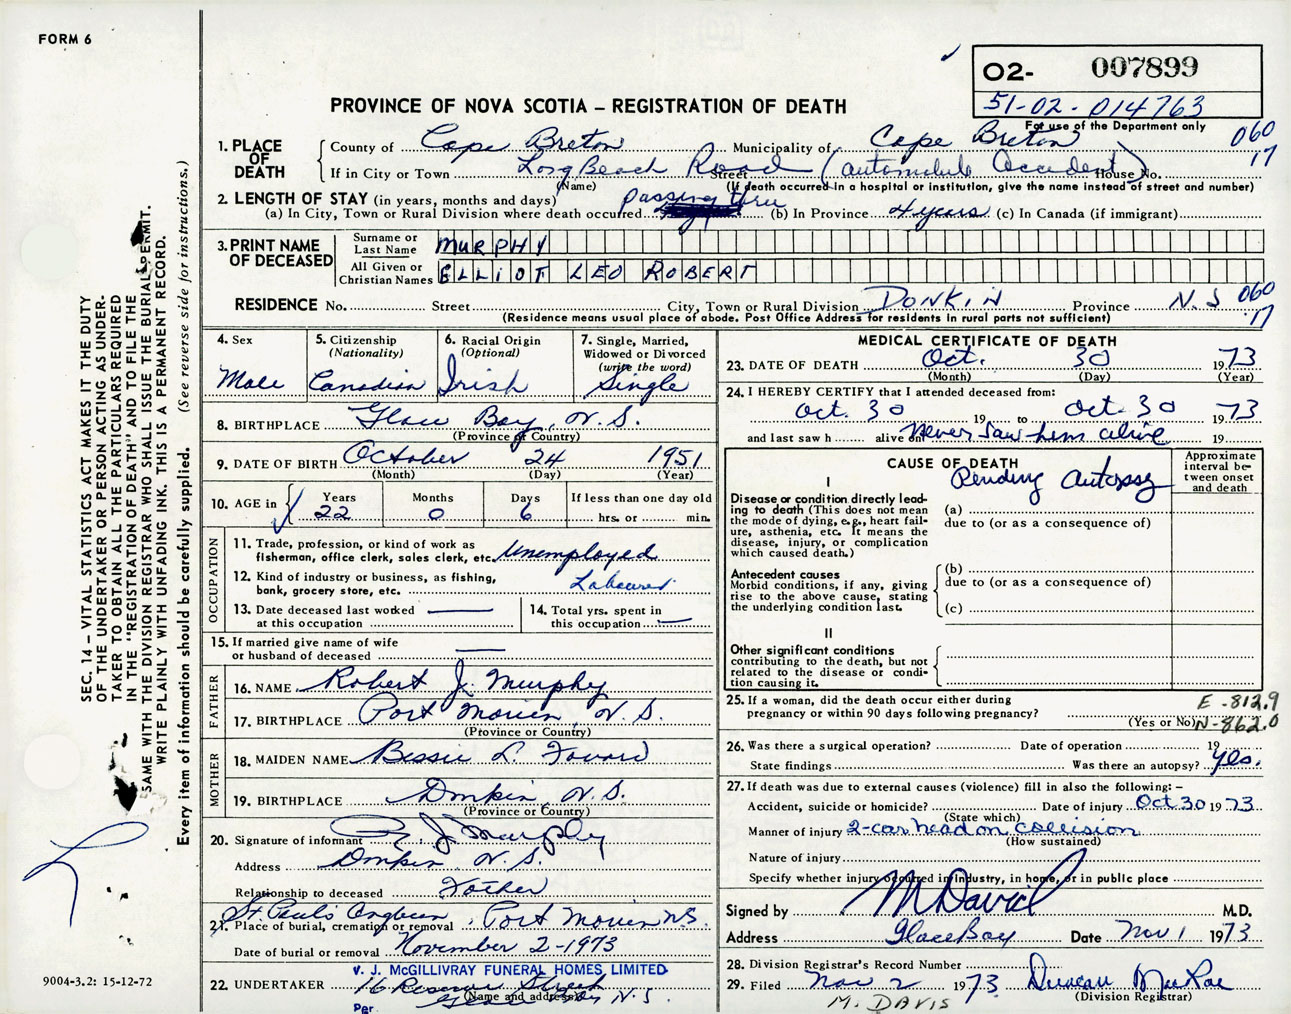 FORM 6
02- 007899
51-02-014763
For use of the Department only
PROVINCE OF NOVA SCOTIA – REGISTRATION OF DEATH
1. PLACE OF DEATH
County of Cape Breton Municipality of Cape Breton 060
If in City or Town Long Beach Road (Automobile Accident) Street House No. 17
(Name) (If death occurred in a hospital or institution, give the name instead of street and number)
2. LENGTH OF STAY (in years, months and days) passing thru
(a) In City, Town or Rural Division where death occurred (b) In Province 4 years (c) In Canada (if immigrant)
3. PRINT NAME OF DECEASED
Surname or Last Name MURPHY
All Given or Christian Names ELLIOT LEO ROBERT
RESIDENCE No. Street City, Town or Rural Division DONKIN Province N.S 060 17
(Residence means usual place of abode. Post Office Address for residents in rural parts not sufficient)
4. Sex Male
5. Citizenship (Nationality) Canadian
6. Racial Origin (Optional) Irish
7. Single, Married, Widowed or Divorced (write the word) Single
8. BIRTHPLACE Glace Bay, N.S.
(Province or Country)
9. DATE OF BIRTH October 24 1951
(Month) (Day) (Year)
10. AGE in Years 22 Months 0 Days 6 If less than one day old hrs. or min.
OCCUPATION
11. Trade, profession, or kind of work as fisherman, office clerk, sales clerk, etc. Unemployed
12. Kind of industry or business, as fishing, bank, grocery store, etc. Labourer
13. Date deceased last worked at this occupation
14. Total yrs. spent in this occupation
15. If married give name of wife or husband of deceased
FATHER
16. NAME Robert J. Murphy
17. BIRTHPLACE Port Morien, N.S.
(Province or Country)
MOTHER
18. MAIDEN NAME Bessie L.
19. BIRTHPLACE Donkin N.S.
(Province or Country)
20. Signature of informant R J Murphy
Address Donkin, N.S.
Relationship to deceased Father
21. Place of burial, cremation or removal St. Paul's Anglican, Port Morien N.S.
Date of burial or removal November 2-1973
22. UNDERTAKER V. J. McGILLIVRAY FUNERAL HOMES LIMITED
16 Reserve Street
(Name and address) Glace Bay N.S.
Per
MEDICAL CERTIFICATE OF DEATH
23. DATE OF DEATH Oct. 30 1973
(Month) (Day) (Year)
24. I HEREBY CERTIFY that I attended deceased from:
Oct. 30 19 to Oct. 30 1973
and last saw h alive on never saw him alive 19
CAUSE OF DEATH
Pending Autopsy
Approximate interval between onset and death
I
Disease or condition directly leading to death (This does not mean the mode of dying, e.g., heart failure, asthenia, etc. It means the disease, injury, or complication which caused death.)
(a)
due to (or as a consequence of)
Antecedent causes
Morbid conditions, if any, giving rise to the above cause, stating the underlying condition last.
(b)
due to (or as a consequence of)
(c)
II
Other significant conditions
contributing to the death, but not related to the disease or condition causing it.
25. If a woman, did the death occur either during pregnancy or within 90 days following pregnancy?
(Yes or No)
E-812.9
N-862.0
26. Was there a surgical operation? Date of operation 19
State findings Was there an autopsy? Yes.
27. If death was due to external causes (violence) fill in also the following: –
Accident, suicide or homicide? Date of injury Oct 30 1973
(State which)
Manner of injury 2-car head on collision
(How sustained)
Nature of injury
Specify whether injury occurred in industry, in home, or in public place
Signed by M David M.D.
Address Glace Bay Date Nov 1 1973
28. Division Registrar's Record Number
29. Filed Nov 2 1973 Duncan MacRae
(Division Registrar)
M. DAVIS
SEC. 14 – VITAL STATISTICS ACT MAKES IT THE DUTY
OF THE UNDERTAKER OR PERSON ACTING AS UNDER-
TAKER TO OBTAIN ALL THE PARTICULARS REQUIRED
IN THE "REGISTRATION OF DEATH" AND TO FILE THE
SAME WITH THE DIVISION REGISTRAR WHO SHALL ISSUE THE BURIAL PERMIT.
WRITE PLAINLY WITH UNFADING INK. THIS IS A PERMANENT RECORD.
Every item of information should be carefully supplied. (See reverse side for instructions.)
9004-3.2: 15-12-72